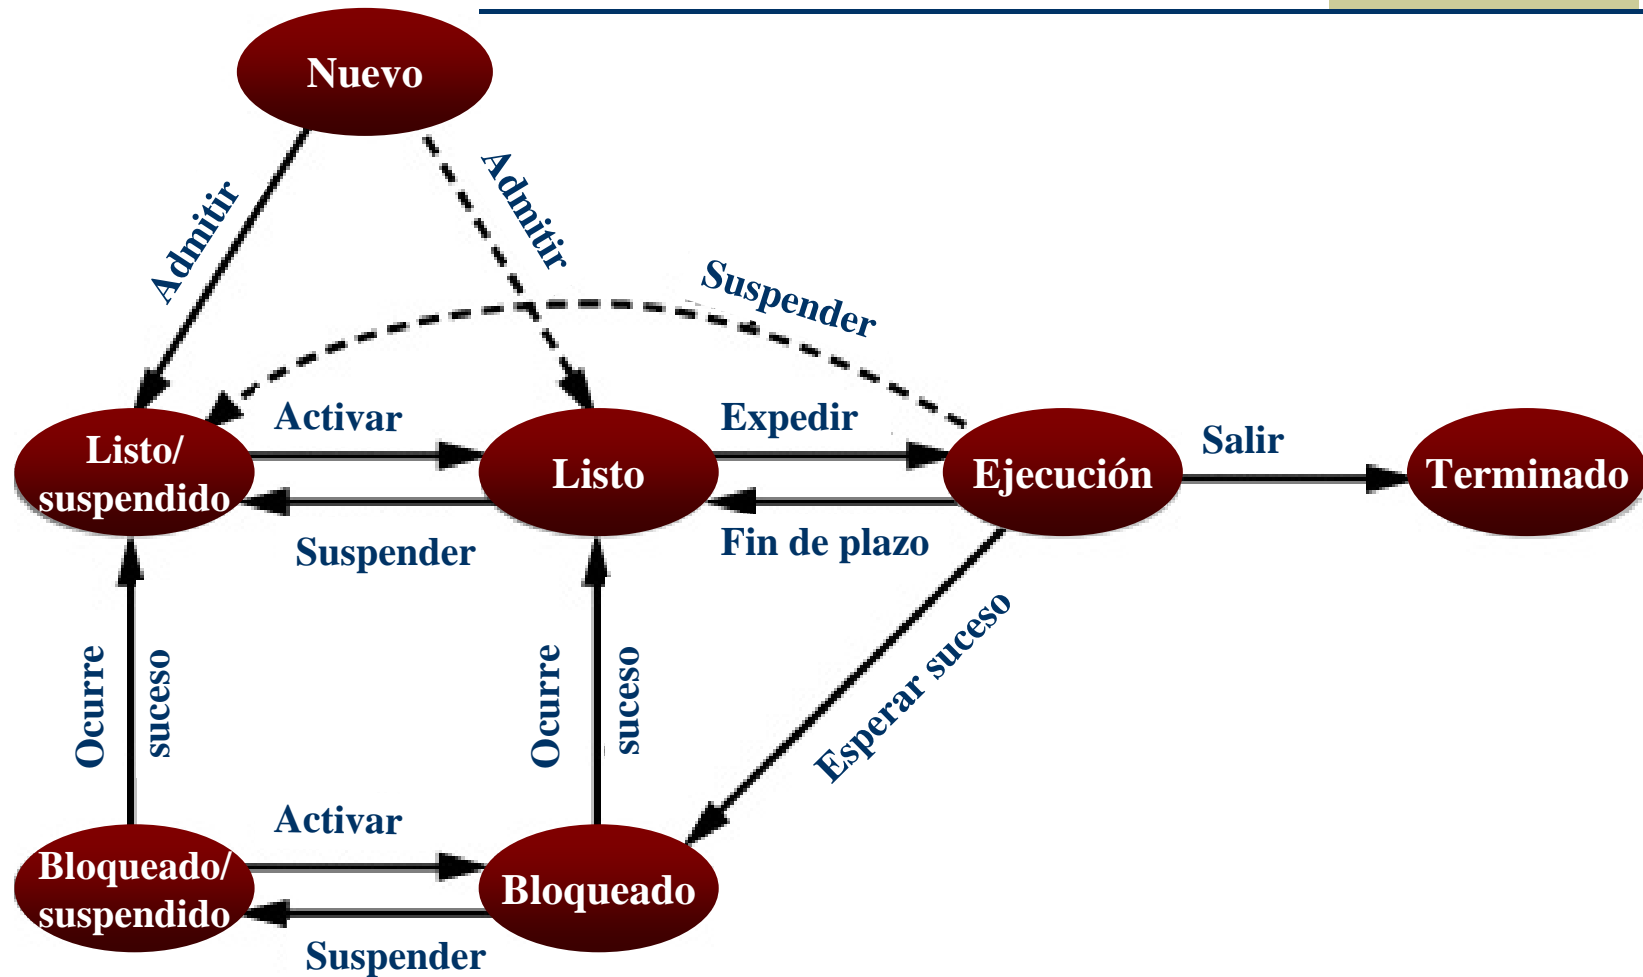 Nuevo
Admitir
Admitir
Suspender
Activar
Expedir
Salir
Listo/
suspendido
Listo
Ejecución
Terminado
Suspender
Fin de plazo
Ocurre
suceso
Ocurre
suceso
Esperar suceso
Activar
Bloqueado/
suspendido
Bloqueado
Suspender